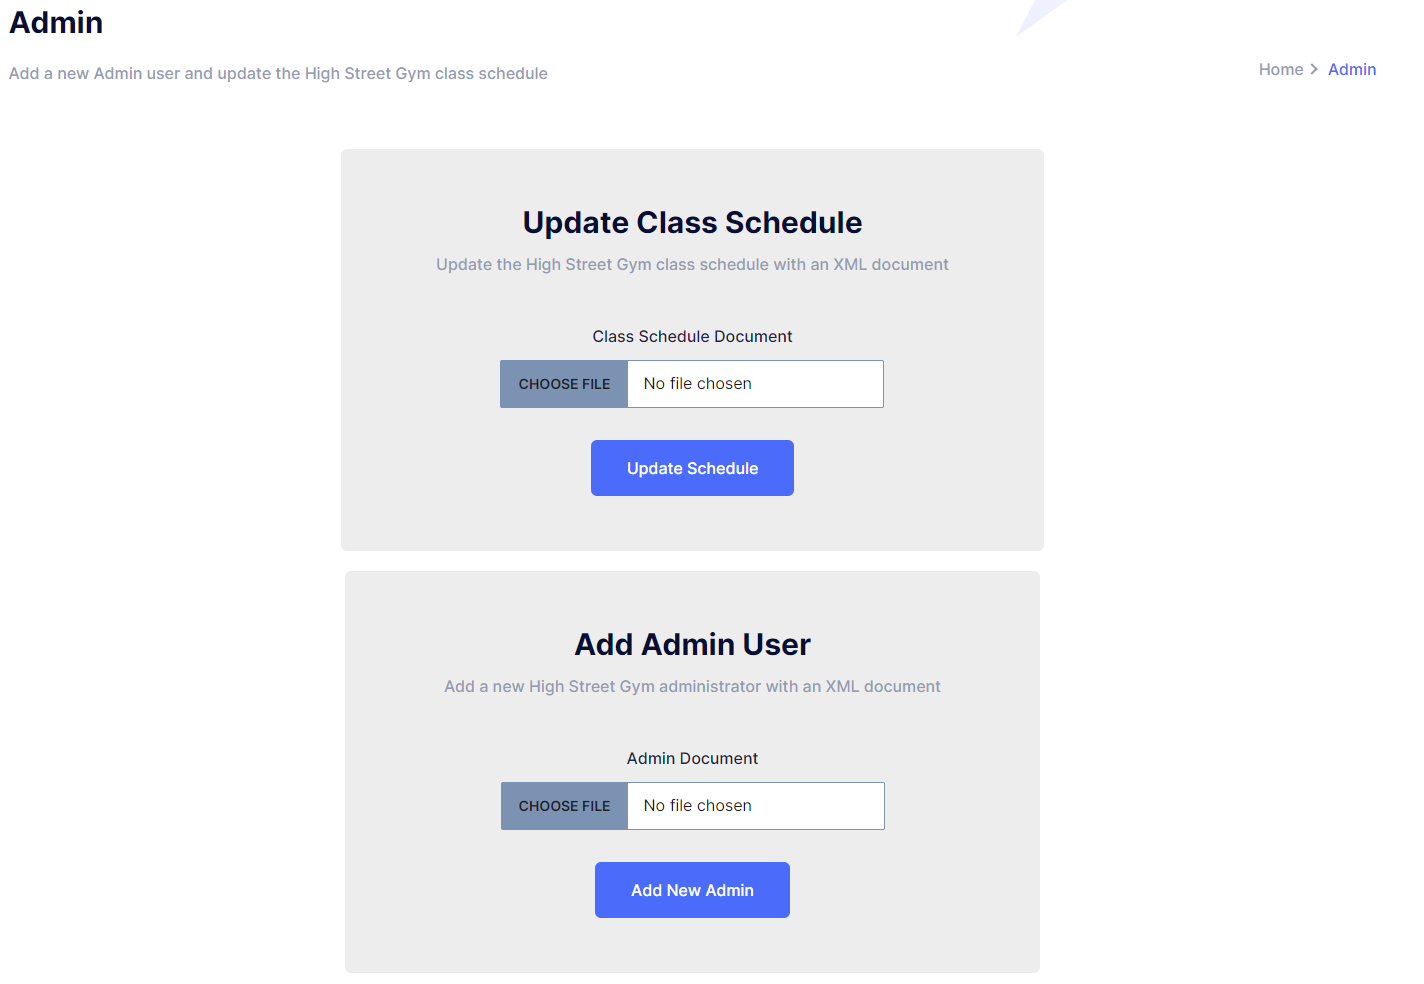 Admin
Add a new Admin user and update the High Street Gym class schedule
Home > Admin
Update Class Schedule
Update the High Street Gym class schedule with an XML document
Class Schedule Document
CHOOSE FILE No file chosen
Update Schedule
Add Admin User
Add a new High Street Gym administrator with an XML document
Admin Document
CHOOSE FILE No file chosen
Add New Admin